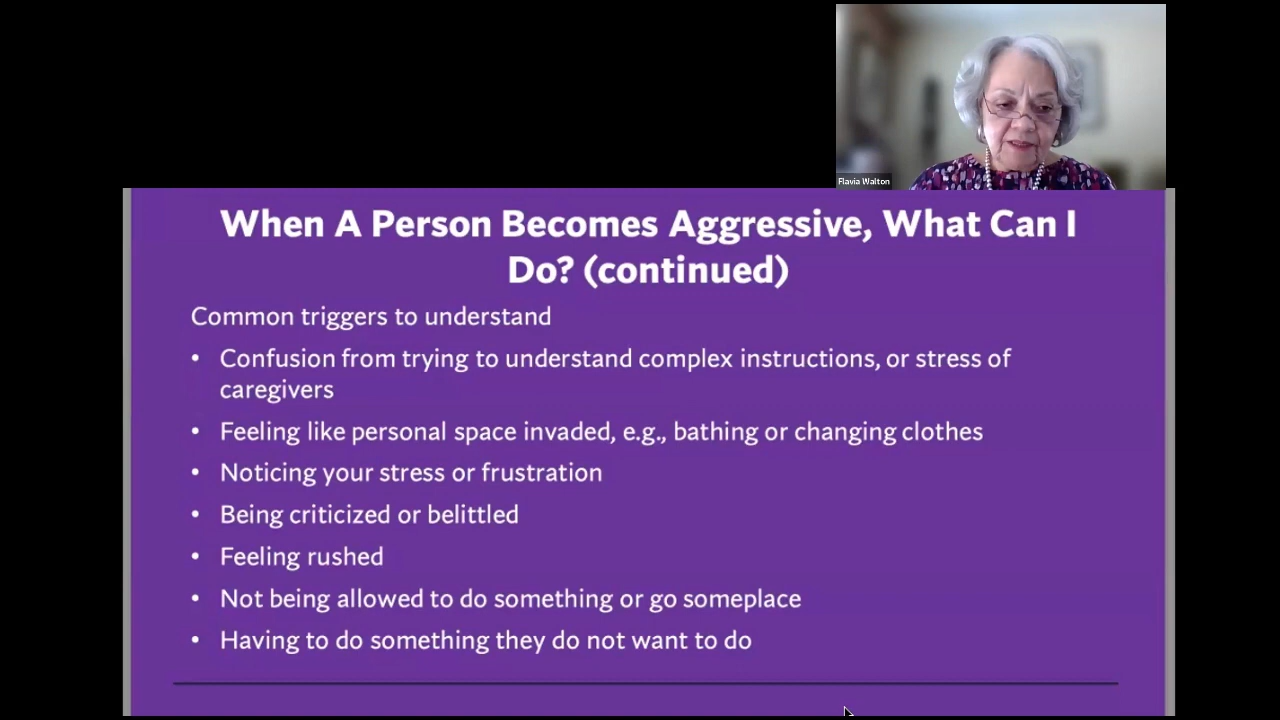 Flavia Walton
When A Person Becomes Aggressive, What Can I
Do? (continued)
Common triggers to understand
• Confusion from trying to understand complex instructions, or stress of
caregivers
• Feeling like personal space invaded, e.g., bathing or changing clothes
• Noticing your stress or frustration
• Being criticized or belittled
• Feeling rushed
• Not being allowed to do something or go someplace
• Having to do something they do not want to do